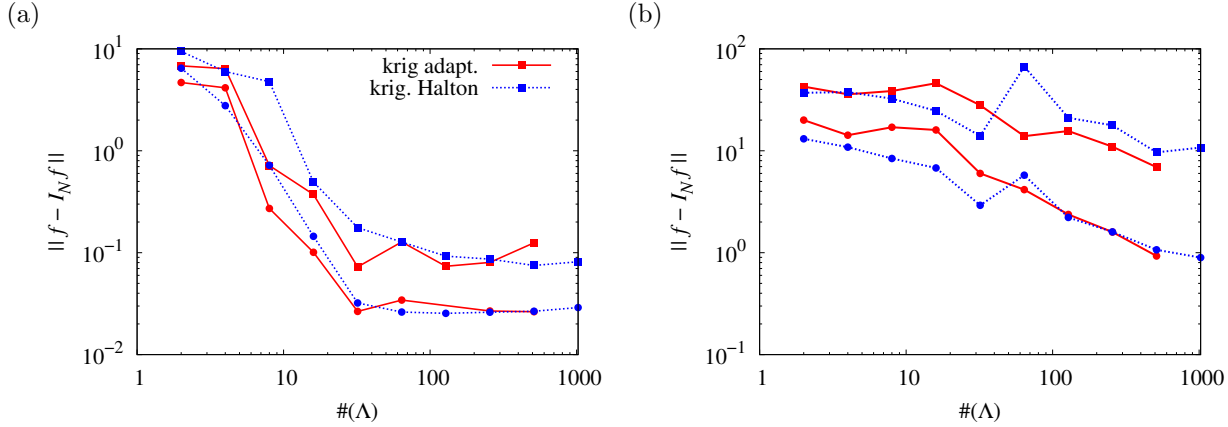 (a)
(b)
10^1
10^0
10^-1
10^-2
|| f − I_N f ||
krig adapt.
krig. Halton
1
10
100
1000
#(Λ)
10^2
10^1
10^0
10^-1
|| f − I_N f ||
1
10
100
1000
#(Λ)